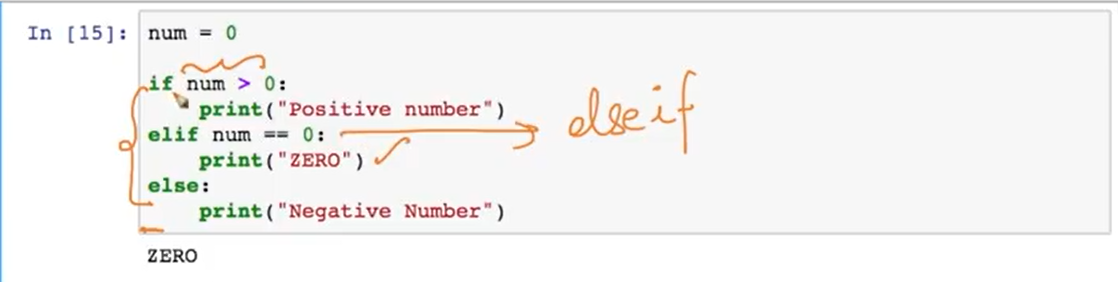 In [15]: num = 0
if num > 0:
    print("Positive number")
elif num == 0: else if
    print("ZERO")
else:
    print("Negative Number")
ZERO